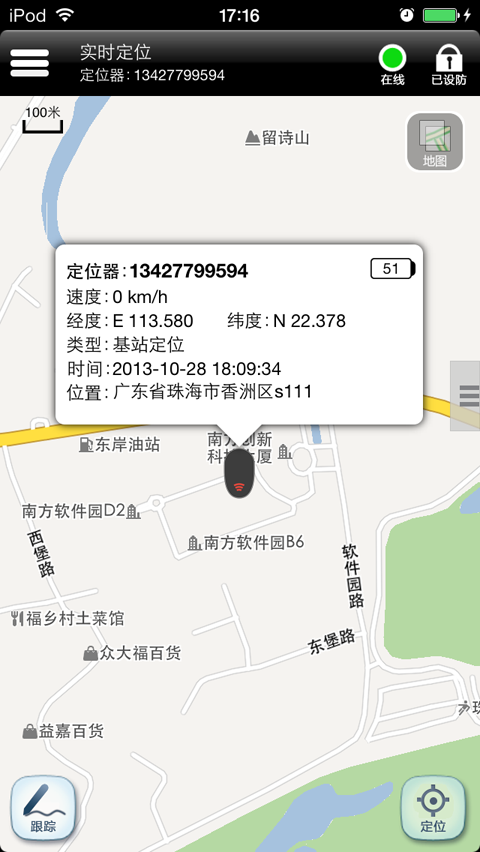 iPod 17:16
实时定位
定位器:13427799594
在线
已设防
100米
留诗山
地图
定位器:13427799594 51
速度:0 km/h
经度:E 113.580 纬度:N 22.378
类型:基站定位
时间:2013-10-28 18:09:34
位置:广东省珠海市香洲区s111
东岸油站
南方创新
科技大厦
南方软件园D2
西堡路
南方软件园B6
软件园路
福乡村土菜馆
东堡路
众大福百货
益嘉百货
珠
跟踪
定位